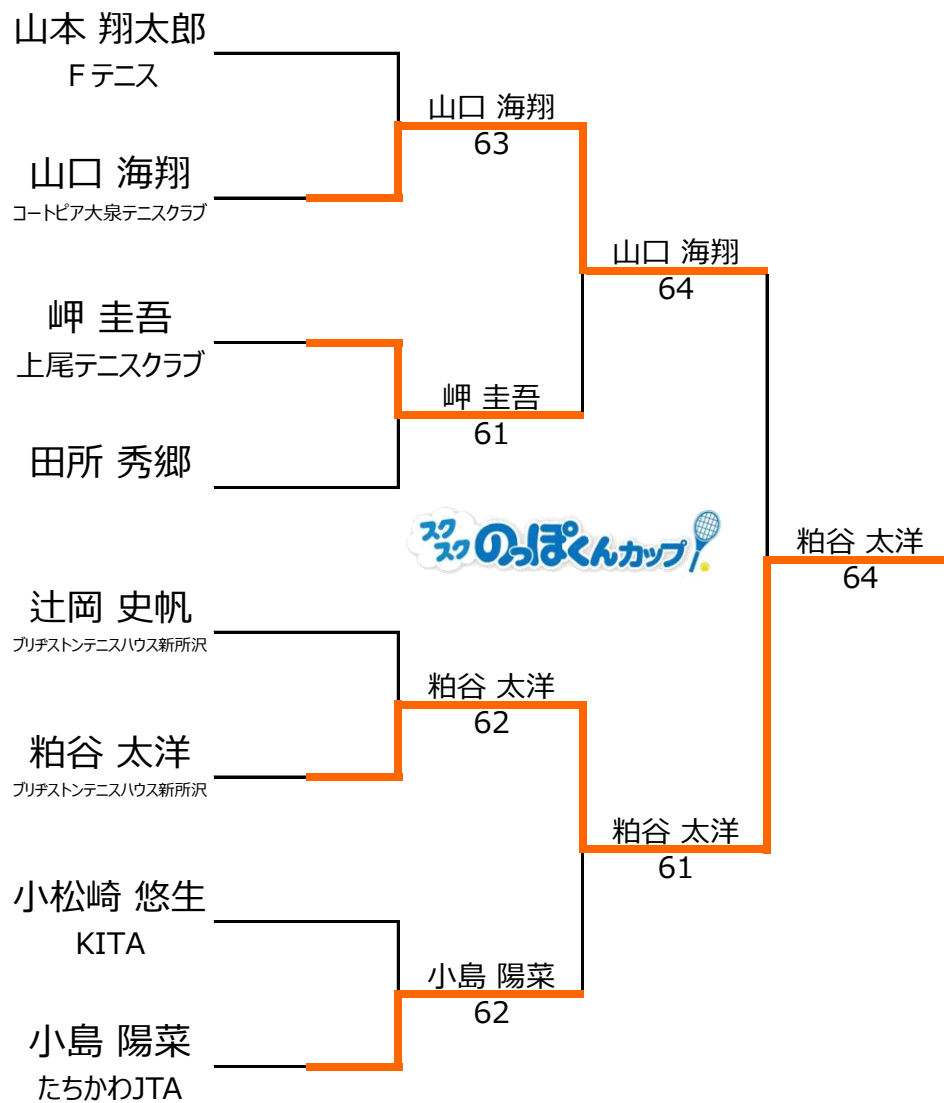 山本 翔太郎
Fテニス
山口 海翔
63
山口 海翔
コートピア大泉テニスクラブ
山口 海翔
64
岬 圭吾
上尾テニスクラブ
岬 圭吾
61
田所 秀郷
スクスク のっぽくんカップ
粕谷 太洋
64
辻岡 史帆
ブリヂストンテニスハウス新所沢
粕谷 太洋
62
粕谷 太洋
ブリヂストンテニスハウス新所沢
粕谷 太洋
61
小松崎 悠生
KITA
小島 陽菜
62
小島 陽菜
たちかわJTA